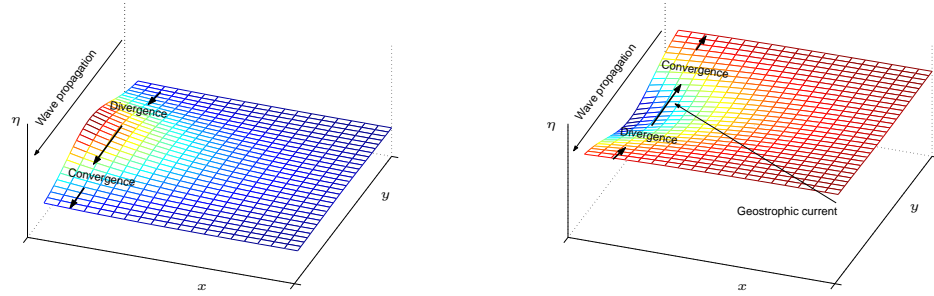 Wave propagation
Divergence
Convergence
η
x
y
Wave propagation
Convergence
Divergence
Geostrophic current
η
x
y